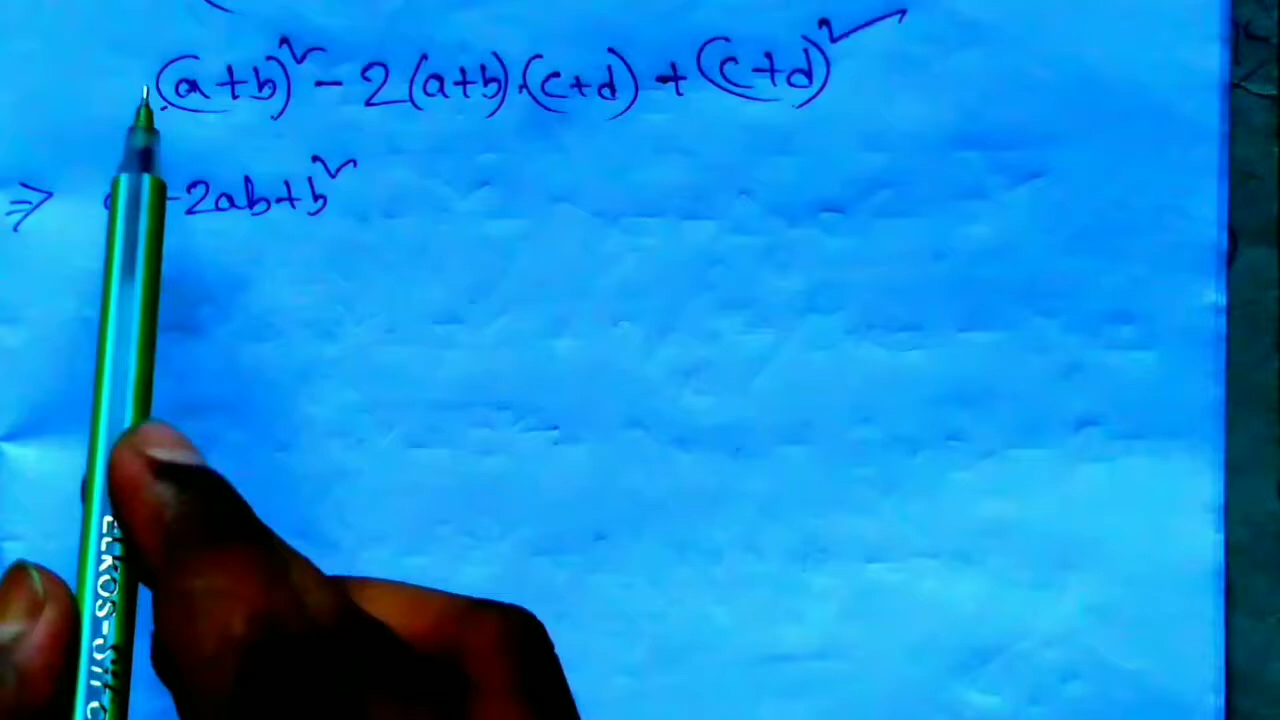 (a+b)² - 2(a+b).(c+d) + (c+d)²
⇒ -2ab+b²
ELKOS